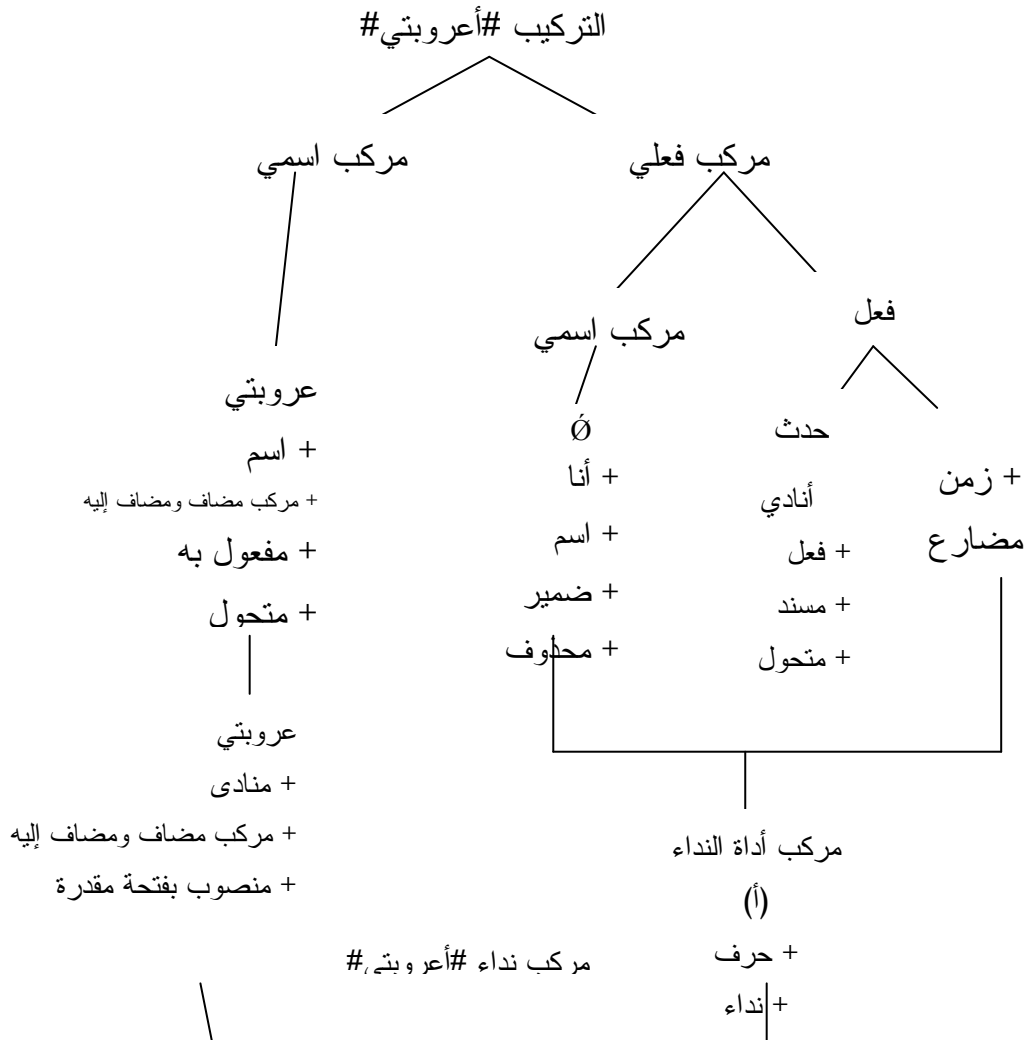 التركيب #أعروبتي#
مركب فعلي
مركب اسمي
فعل
مركب اسمي
+ زمن
مضارع
حدث
أنادي
+ فعل
+ مسند
+ متحول
Ǿ
+ أنا
+ اسم
+ ضمير
+ محذوف
عروبتي
+ اسم
+ مركب مضاف ومضاف إليه
+ مفعول به
+ متحول
مركب أداة النداء
(أ)
+ حرف
+ نداء
عروبتي
+ منادى
+ مركب مضاف ومضاف إليه
+ منصوب بفتحة مقدرة
مركب نداء #أعروبتي#